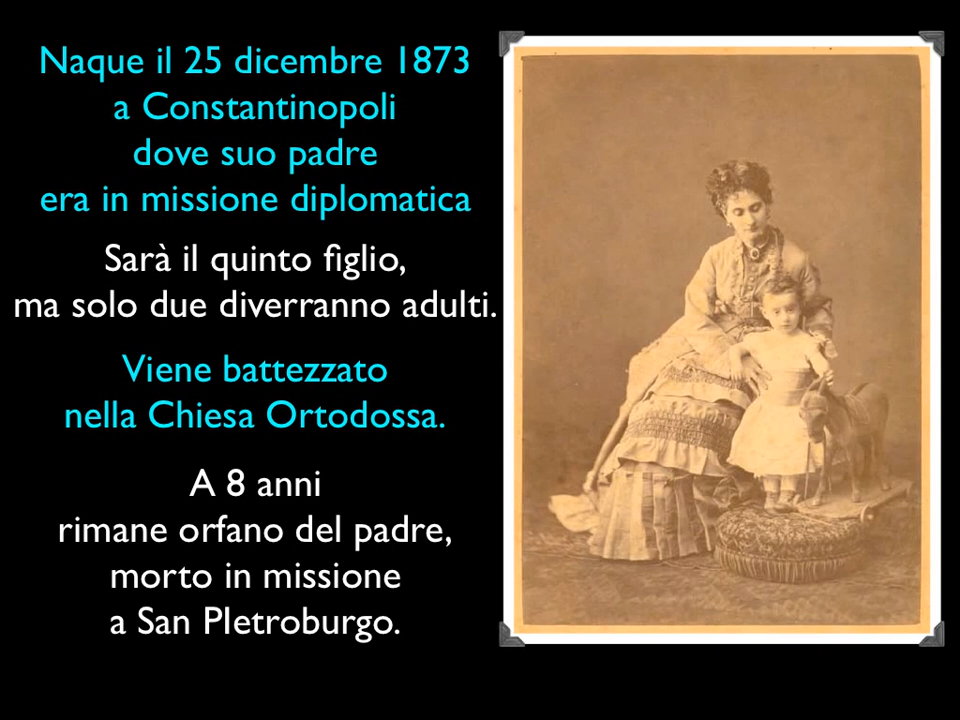 Naque il 25 dicembre 1873
a Constantinopoli
dove suo padre
era in missione diplomatica
Sarà il quinto figlio,
ma solo due diverranno adulti.
Viene battezzato
nella Chiesa Ortodossa.
A 8 anni
rimane orfano del padre,
morto in missione
a San PIetroburgo.